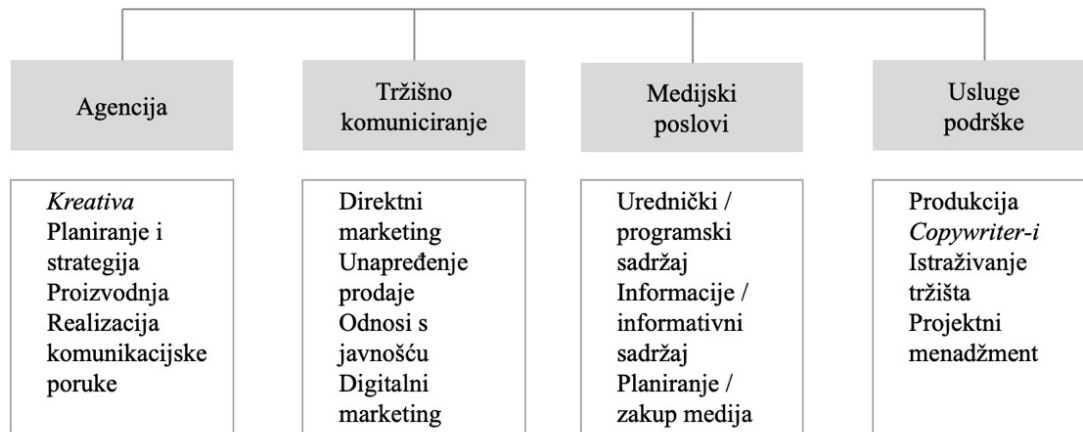 Agencija
Tržišno
komuniciranje
Medijski
poslovi
Usluge
podrške
Kreativa
Planiranje i
strategija
Proizvodnja
Realizacija
komunikacijske
poruke
Direktni
marketing
Unapređenje
prodaje
Odnosi s
javnošću
Digitalni
marketing
Urednički /
programski
sadržaj
Informacije /
informativni
sadržaj
Planiranje /
zakup medija
Produkcija
Copywriter-i
Istraživanje
tržišta
Projektni
menadžment